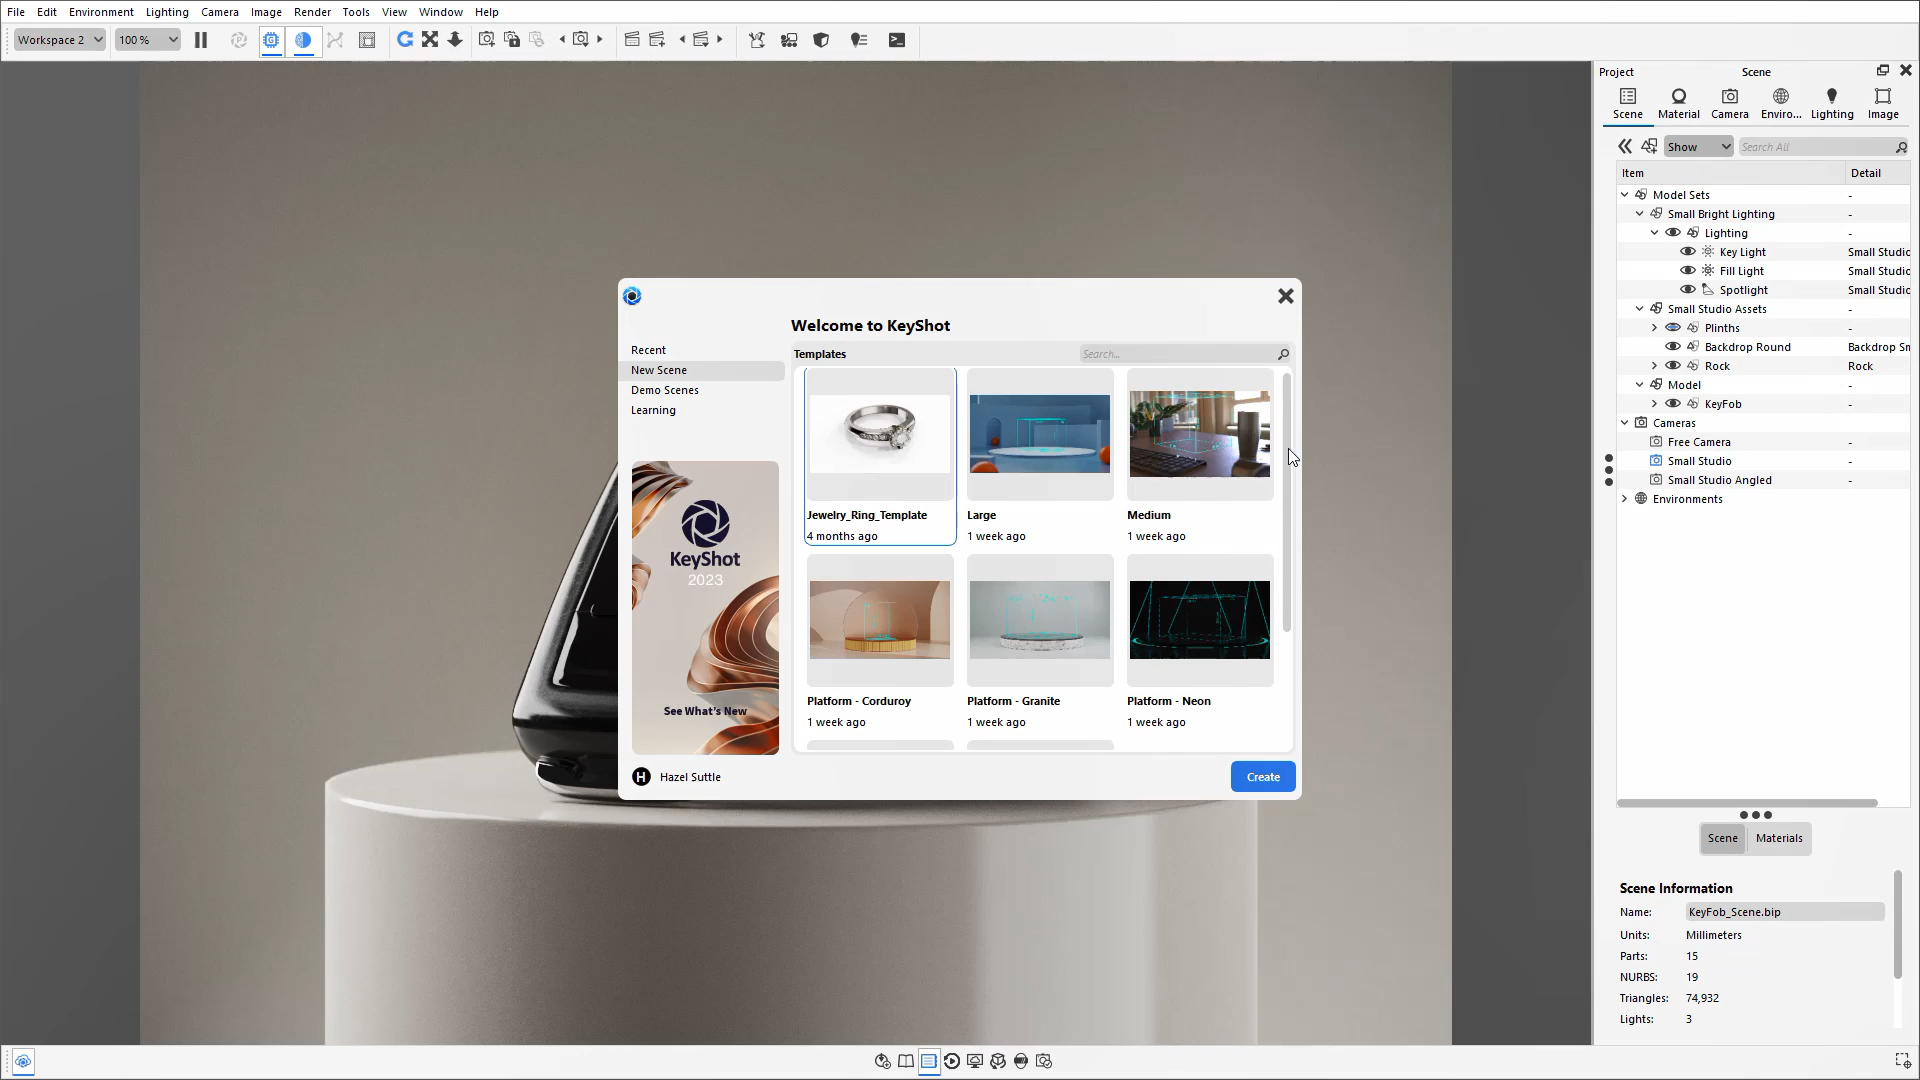 File Edit Environment Lighting Camera Image Render Tools View Window Help
Workspace 2 100 %
Project Scene
Scene Material Camera Enviro... Lighting Image
Show Search All
Item Detail
Model Sets -
Small Bright Lighting -
Lighting -
Key Light Small Studio
Fill Light Small Studio
Spotlight Small Studio
Small Studio Assets -
Plinths -
Backdrop Round Backdrop Sm
Rock Rock
Model -
KeyFob -
Cameras -
Free Camera -
Small Studio -
Small Studio Angled -
Environments -
Scene Materials
Scene Information
Name: KeyFob_Scene.bip
Units: Millimeters
Parts: 15
NURBS: 19
Triangles: 74,932
Lights: 3
Welcome to KeyShot
Recent
New Scene
Demo Scenes
Learning
Templates Search...
Jewelry_Ring_Template
4 months ago
Large
1 week ago
Medium
1 week ago
Platform - Corduroy
1 week ago
Platform - Granite
1 week ago
Platform - Neon
1 week ago
KeyShot
2023
See What's New
H Hazel Suttle
Create